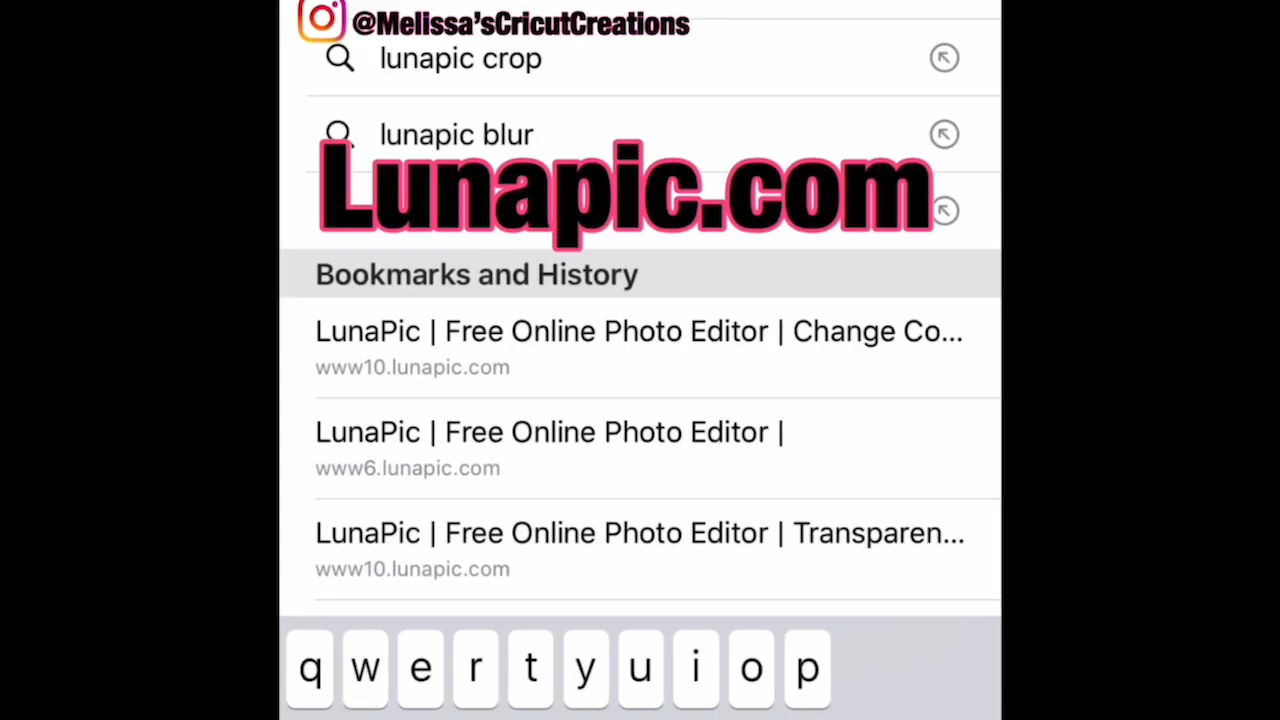 @Melissa'sCricutCreations
lunapic crop
lunapic blur
Lunapic.com
Bookmarks and History
LunaPic | Free Online Photo Editor | Change Co...
www10.lunapic.com
LunaPic | Free Online Photo Editor |
www6.lunapic.com
LunaPic | Free Online Photo Editor | Transparen...
www10.lunapic.com
q w e r t y u i o p